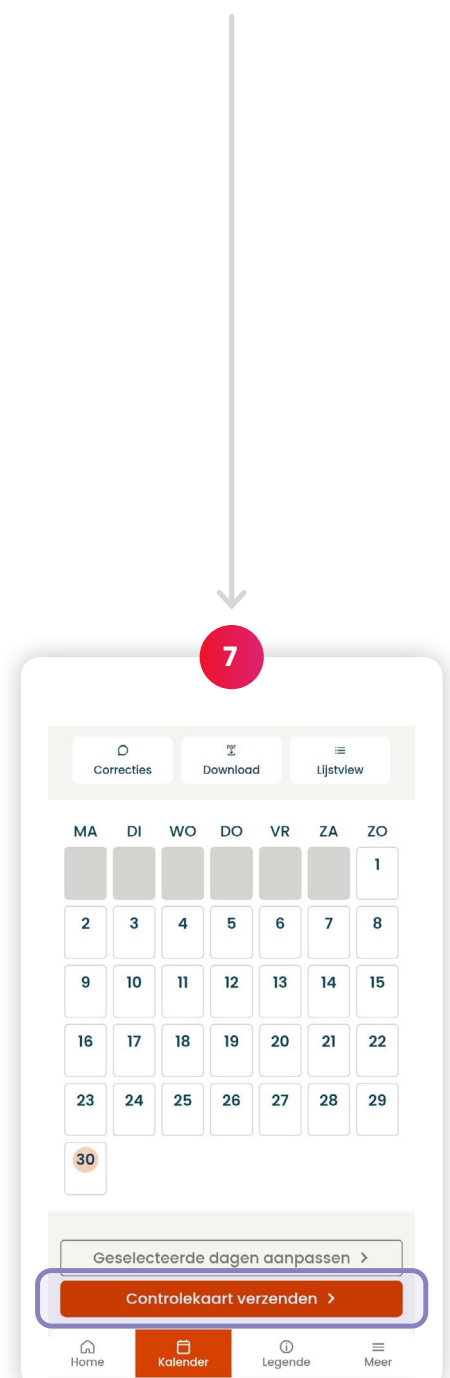 7
Correcties Download Lijstview
MA DI WO DO VR ZA ZO
1
2 3 4 5 6 7 8
9 10 11 12 13 14 15
16 17 18 19 20 21 22
23 24 25 26 27 28 29
30
Geselecteerde dagen aanpassen >
Controlekaart verzenden >
Home Kalender Legende Meer